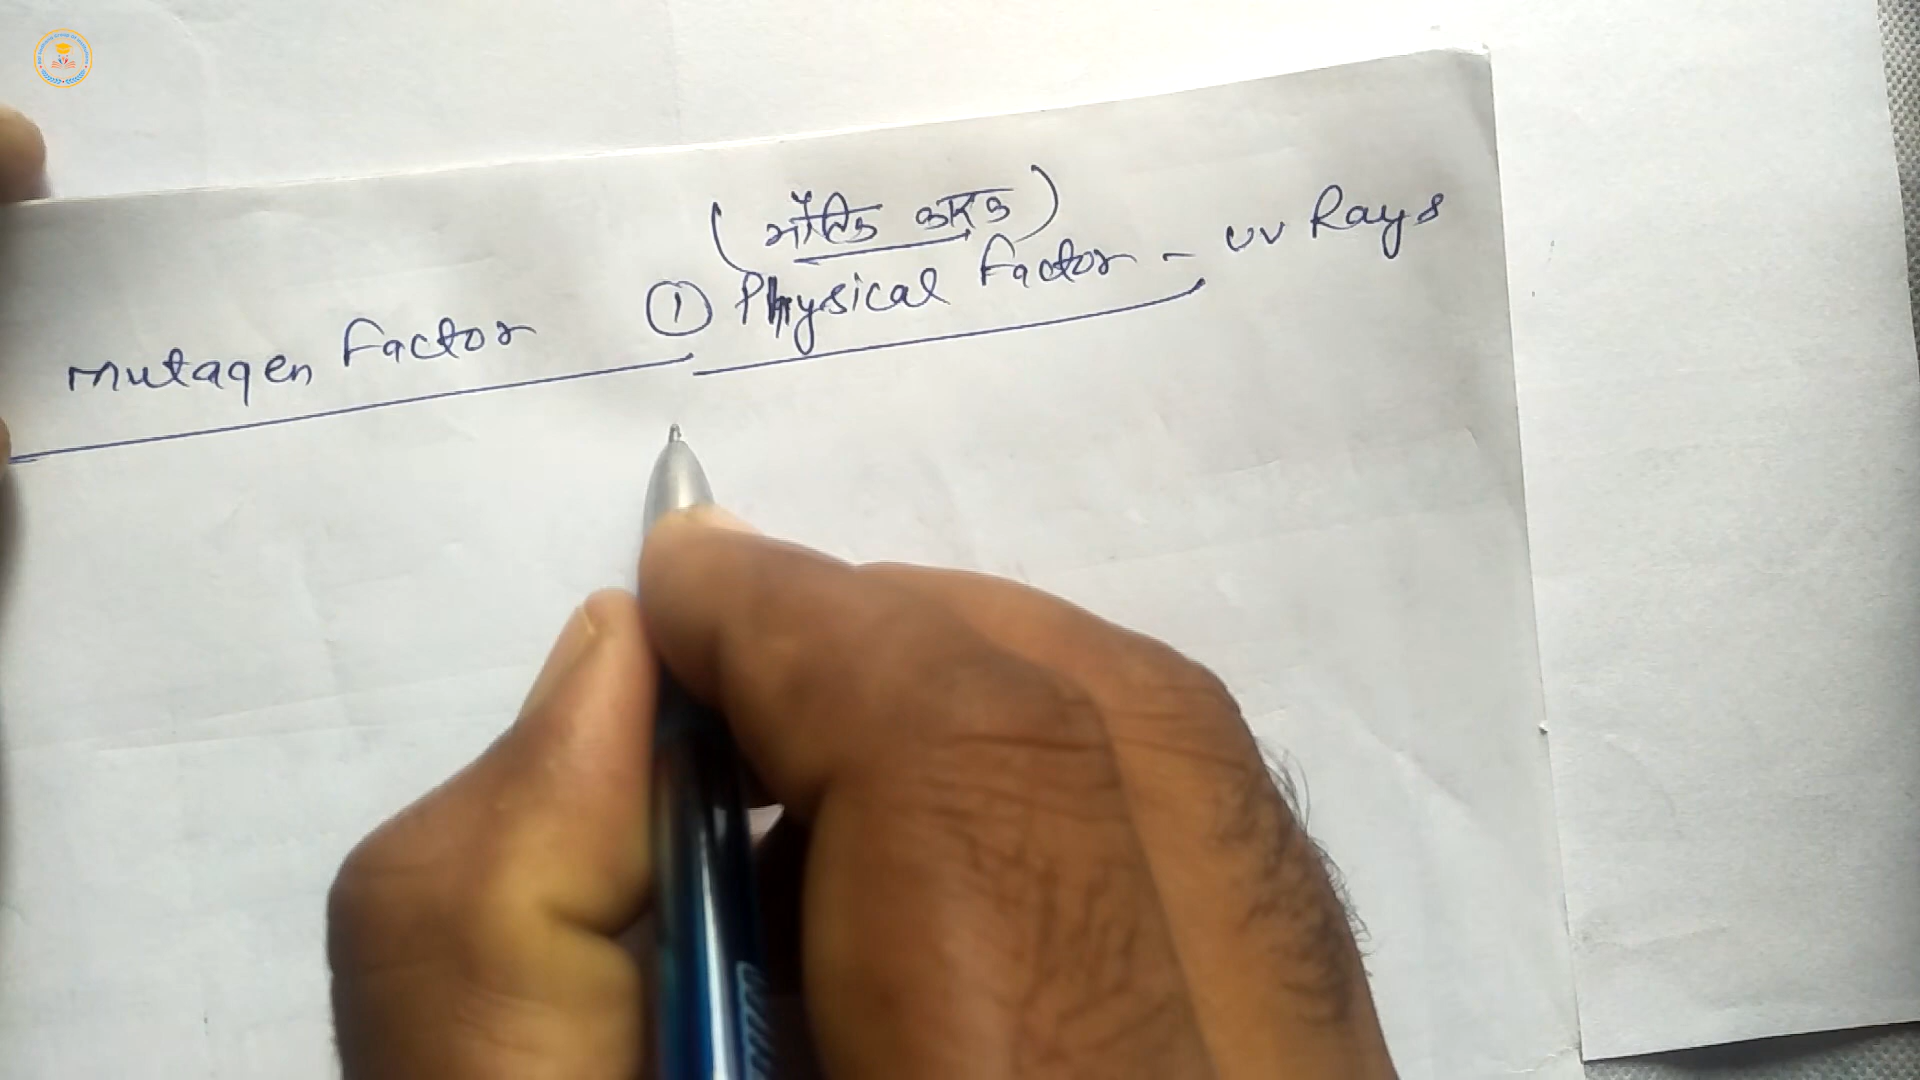 (भौतिक कारक)
Mutagen Factor ① Physical Factor - UV Rays